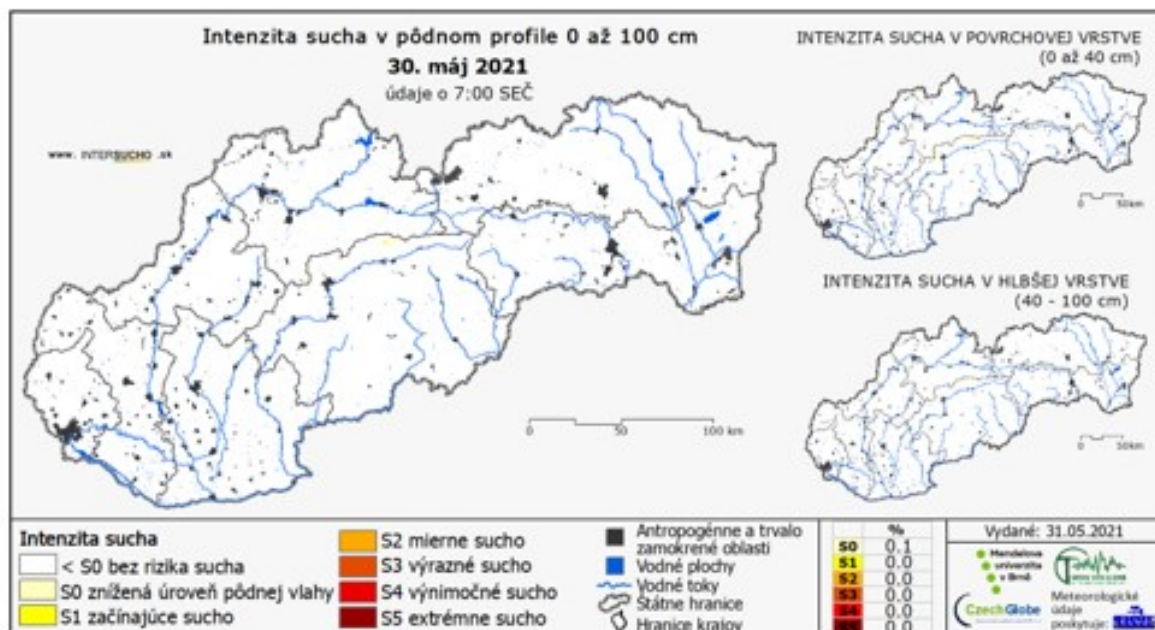 Intenzita sucha v pôdnom profile 0 až 100 cm
30. máj 2021
údaje o 7:00 SEČ
www. INTERSUCHO .sk
0 50 100 km
INTENZITA SUCHA V POVRCHOVEJ VRSTVE
(0 až 40 cm)
0 50km
INTENZITA SUCHA V HLBŠEJ VRSTVE
(40 - 100 cm)
0 50km
Intenzita sucha
< S0 bez rizika sucha
S0 znížená úroveň pôdnej vlahy
S1 začínajúce sucho
S2 mierne sucho
S3 výrazné sucho
S4 výnimočné sucho
S5 extrémne sucho
Antropogénne a trvalo
zamokrené oblasti
Vodné plochy
Vodné toky
Štátne hranice
Hranice krajov
%
S0 0.1
S1 0.0
S2 0.0
S3 0.0
S4 0.0
S5 0.0
Vydané: 31.05.2021
Mendelova
univerzita
v Brně
CzechGlobe
Meteorologické
údaje
poskytuje: